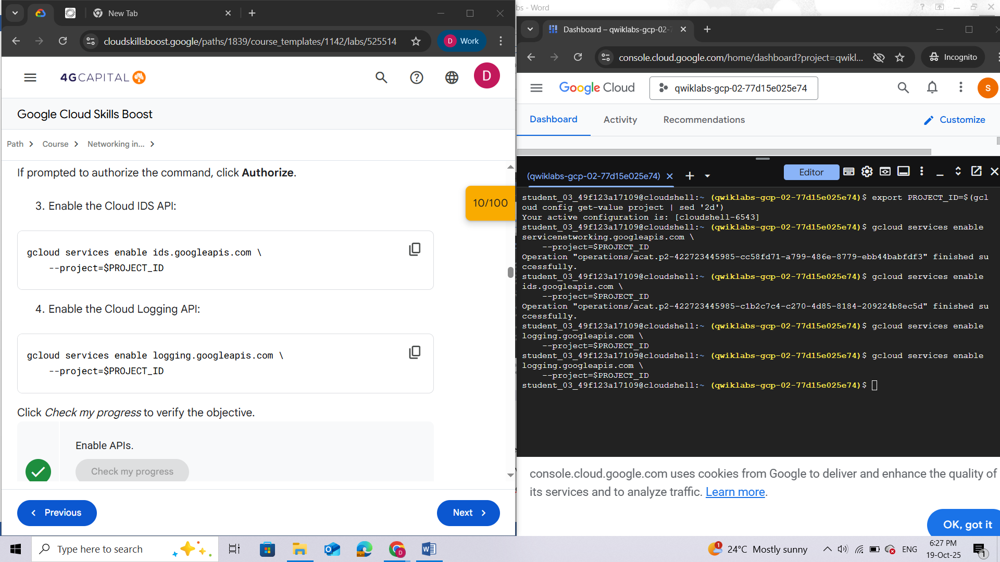 New Tab
cloudskillsboost.google/paths/1839/course_templates/1142/labs/525514
D
Work
4GCAPITAL
D
Google Cloud Skills Boost
Path
Course
Networking in...
If prompted to authorize the command, click Authorize.
10/100
3. Enable the Cloud IDS API:
gcloud services enable ids.googleapis.com \
--project=$PROJECT_ID
4. Enable the Cloud Logging API:
gcloud services enable logging.googleapis.com \
--project=$PROJECT_ID
Click Check my progress to verify the objective.
Enable APIs.
Check my progress
Previous
Next
bs - Word
Dashboard – qwiklabs-gcp-02-
console.cloud.google.com/home/dashboard?project=qwikl...
Incognito
Google Cloud
qwiklabs-gcp-02-77d15e025e74
S
Dashboard
Activity
Recommendations
Customize
(qwiklabs-gcp-02-77d15e025e74)
Editor
student_03_49f123a17109@cloudshell:~ (qwiklabs-gcp-02-77d15e025e74)$ export PROJECT_ID=$(gcl
oud config get-value project | sed '2d')
Your active configuration is: [cloudshell-6543]
student_03_49f123a17109@cloudshell:~ (qwiklabs-gcp-02-77d15e025e74)$ gcloud services enable
servicenetworking.googleapis.com \
--project=$PROJECT_ID
Operation "operations/acat.p2-422723445985-cc58fd71-a799-486e-8779-ebb44babfdf3" finished su
ccessfully.
student_03_49f123a17109@cloudshell:~ (qwiklabs-gcp-02-77d15e025e74)$ gcloud services enable
ids.googleapis.com \
--project=$PROJECT_ID
Operation "operations/acat.p2-422723445985-c1b2c7c4-c270-4d85-8184-209224b8ec5d" finished su
ccessfully.
student_03_49f123a17109@cloudshell:~ (qwiklabs-gcp-02-77d15e025e74)$ gcloud services enable
logging.googleapis.com \
--project=$PROJECT_ID
student_03_49f123a17109@cloudshell:~ (qwiklabs-gcp-02-77d15e025e74)$ gcloud services enable
logging.googleapis.com \
--project=$PROJECT_ID
student_03_49f123a17109@cloudshell:~ (qwiklabs-gcp-02-77d15e025e74)$
console.cloud.google.com uses cookies from Google to deliver and enhance the quality of
its services and to analyze traffic. Learn more.
OK, got it
Type here to search
1
24°C Mostly sunny
ENG
6:27 PM
19-Oct-25
1